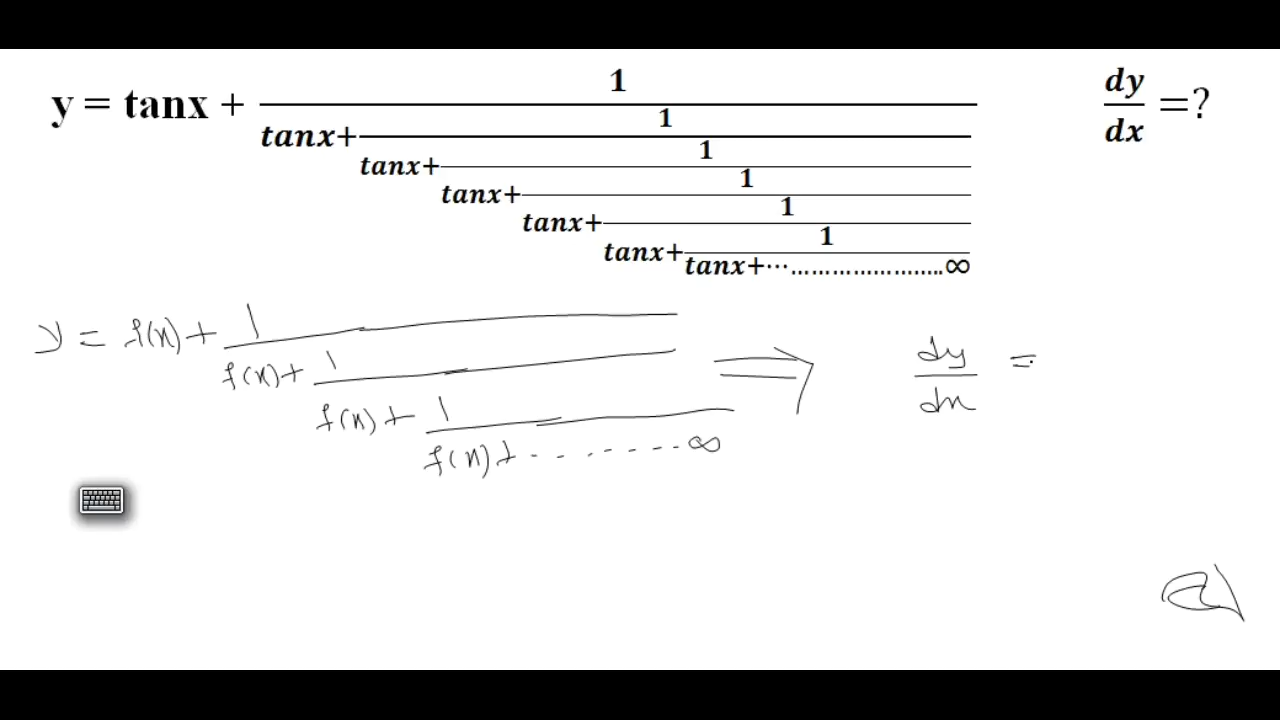 y = tanx + 1
dy/dx =?
tanx+ 1
tanx+ 1
tanx+ 1
tanx+ 1
tanx+ 1
tanx+⋯…………………..∞
y = f(x) + 1
f(x)+ 1
f(x)+ 1
f(x)+ - - - - - - - ∞
⟹ dy/dx =